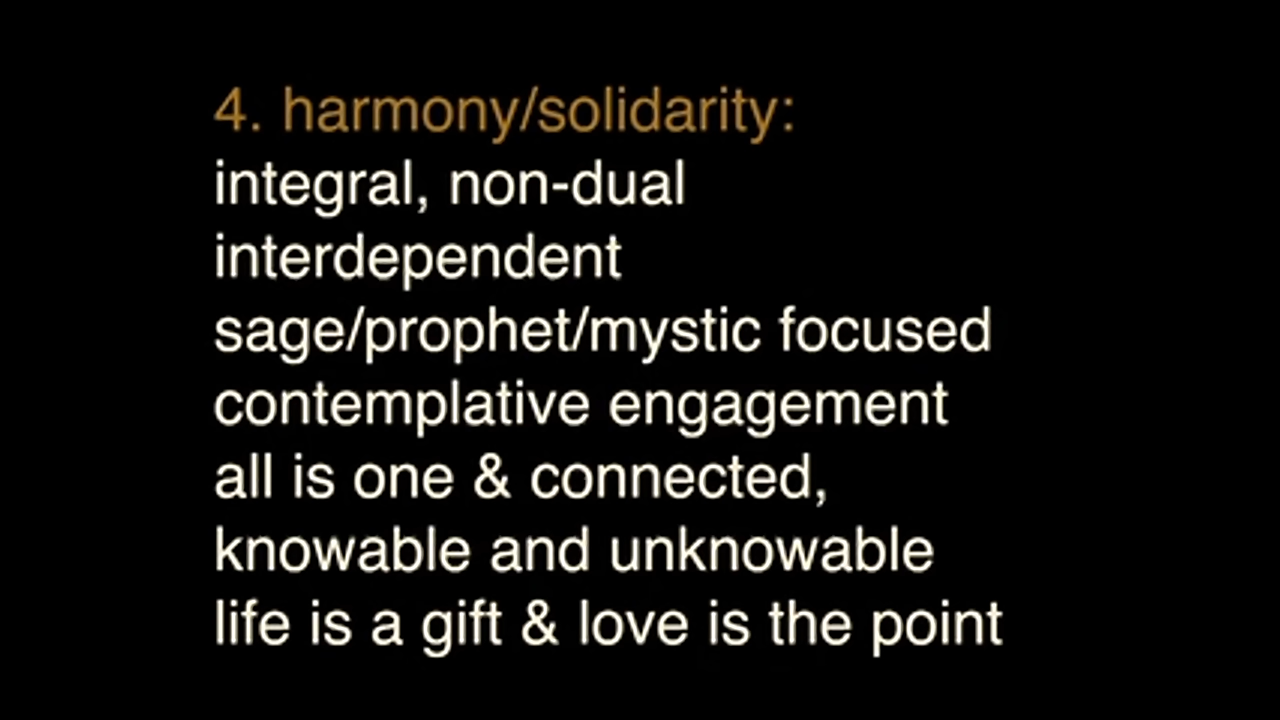 4. harmony/solidarity:
integral, non-dual
interdependent
sage/prophet/mystic focused
contemplative engagement
all is one & connected,
knowable and unknowable
life is a gift & love is the point